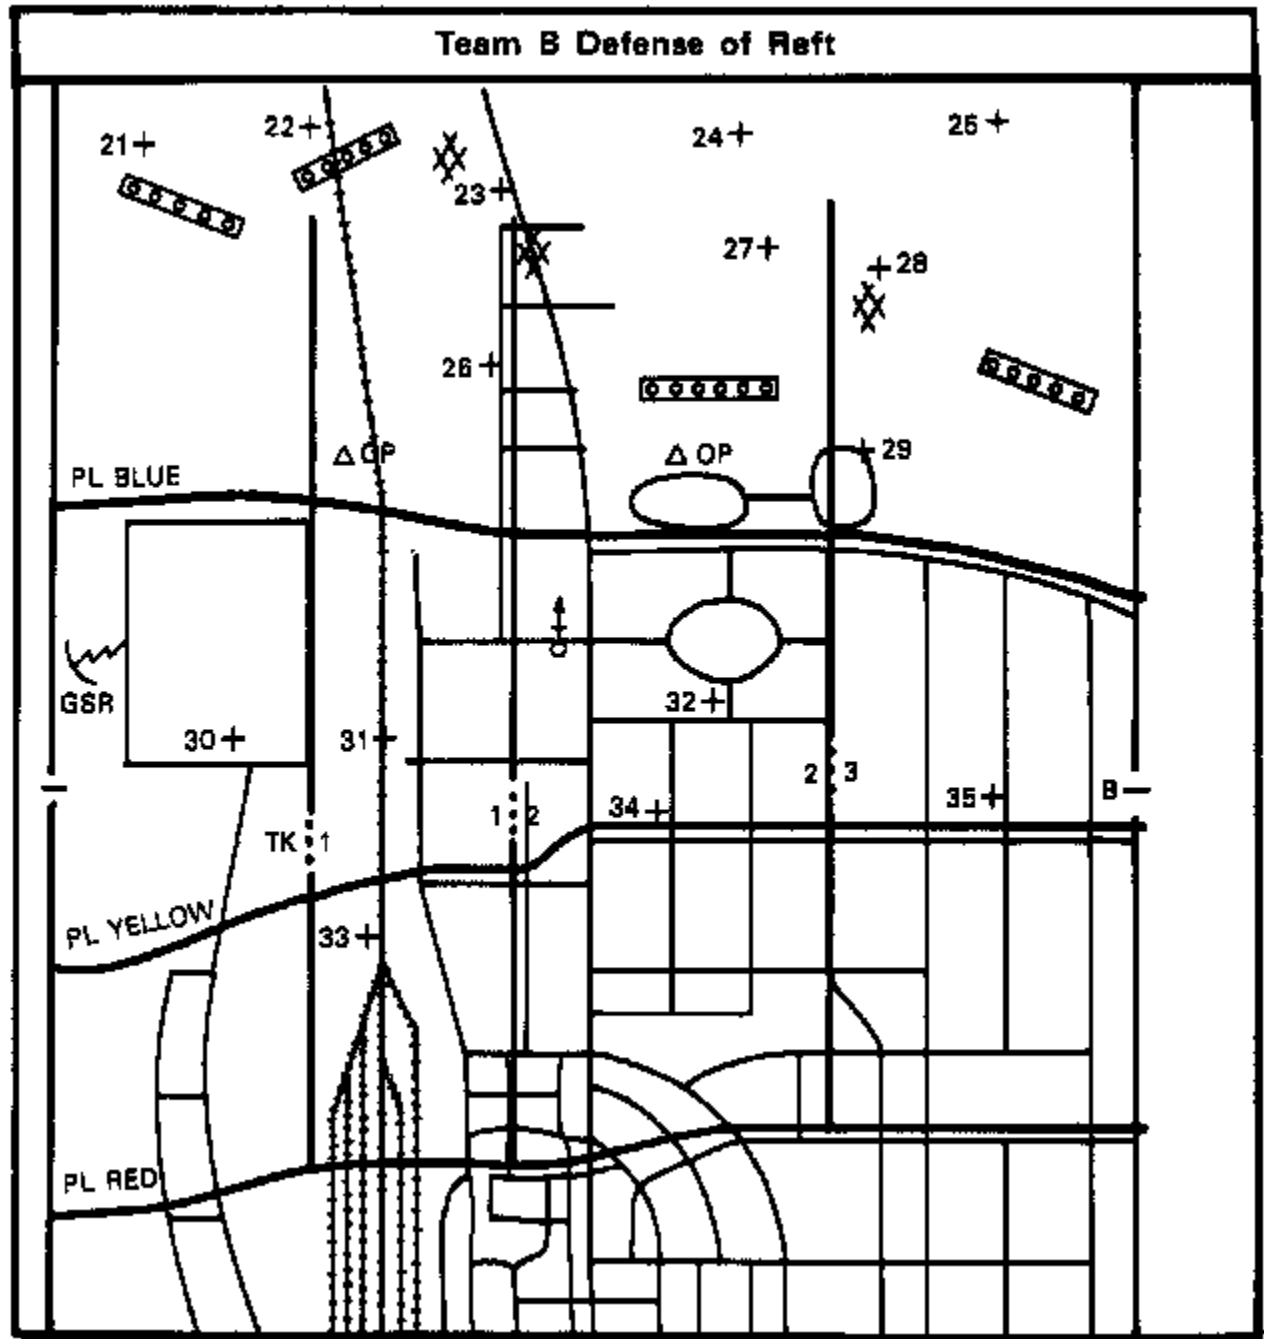 Team B Defense of Reft
25
22
21
24
23
27
28
26
OP
OP
29
PL BLUE
GSR
32
30
31
2 3
B
35
34
1 2
TK 1
PL YELLOW
33
PL RED